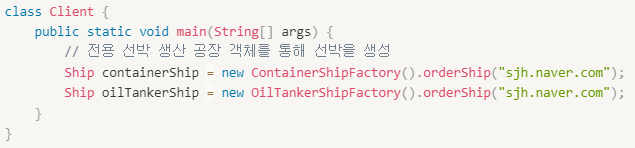 class Client {
    public static void main(String[] args) {
        // 전용 선박 생산 공장 객체를 통해 선박을 생성
        Ship containerShip = new ContainerShipFactory().orderShip("sjh.naver.com");
        Ship oilTankerShip = new OilTankerShipFactory().orderShip("sjh.naver.com");
    }
}